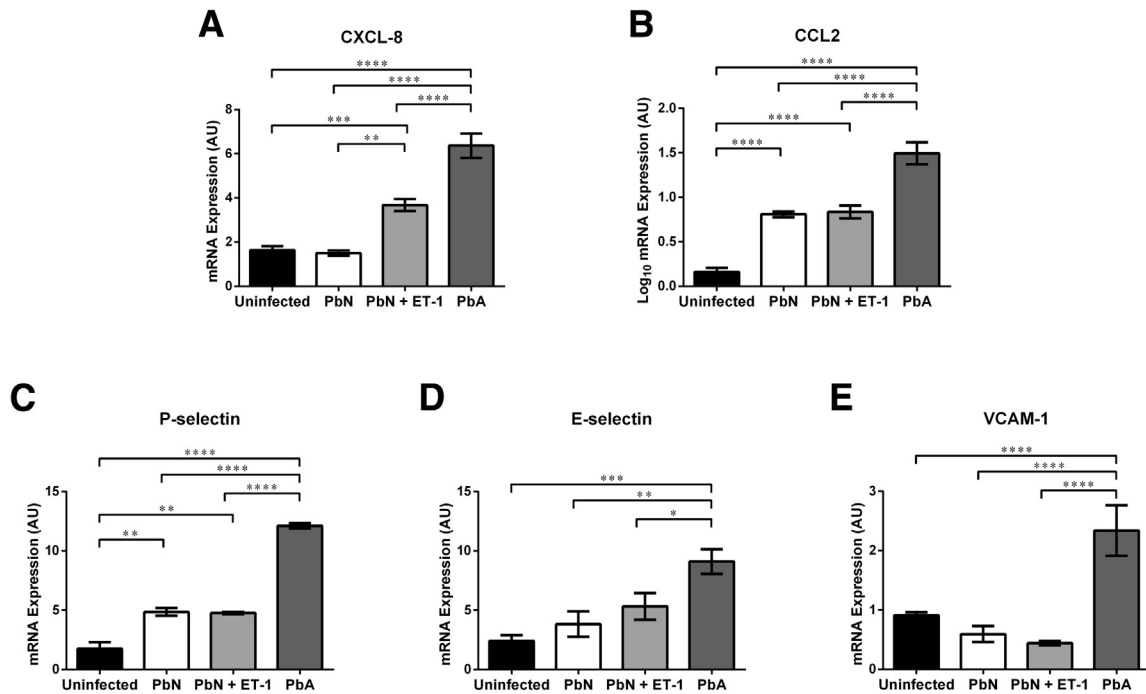 A
CXCL-8
****
****
****
***
**
mRNA Expression (AU)
8
6
4
2
0
Uninfected PbN PbN + ET-1 PbA
B
CCL2
****
****
****
****
****
Log10 mRNA Expression (AU)
2.0
1.5
1.0
0.5
0.0
Uninfected PbN PbN + ET-1 PbA
C
P-selectin
****
****
****
**
**
mRNA Expression (AU)
15
10
5
0
Uninfected PbN PbN + ET-1 PbA
D
E-selectin
***
**
*
mRNA Expression (AU)
15
10
5
0
Uninfected PbN PbN + ET-1 PbA
E
VCAM-1
****
****
****
mRNA Expression (AU)
3
2
1
0
Uninfected PbN PbN + ET-1 PbA